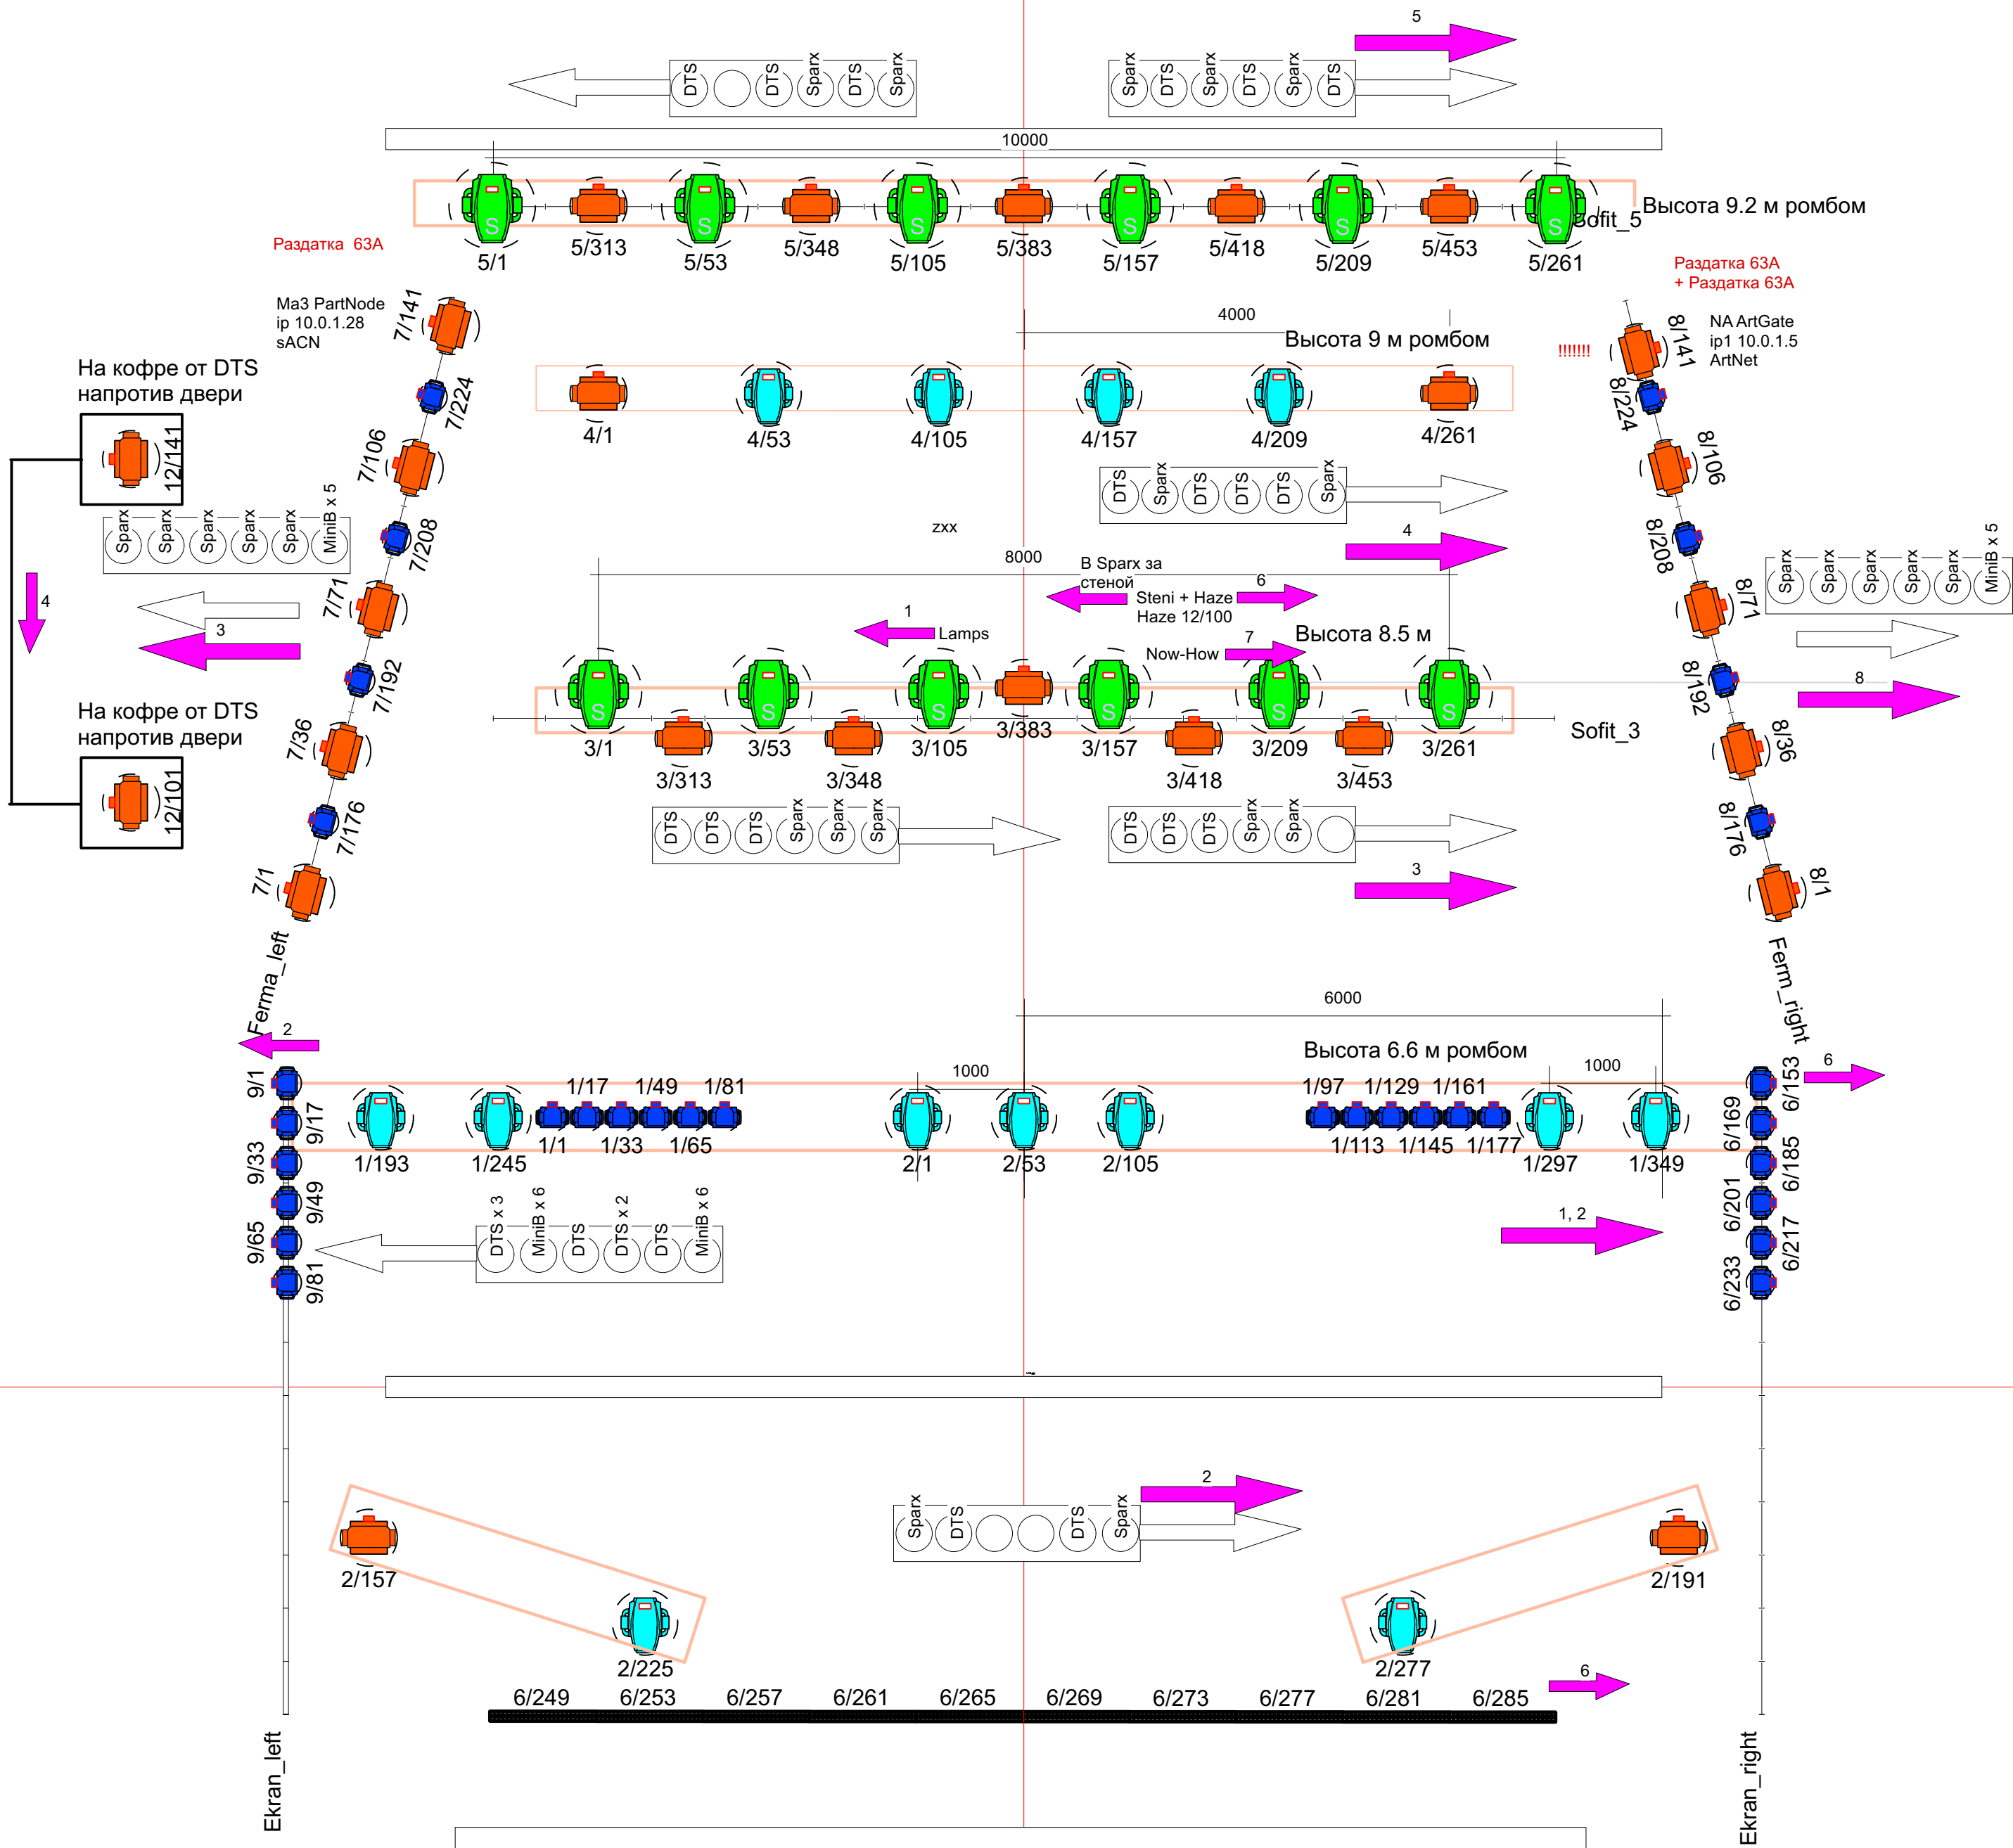 5
DTS DTS Sparx DTS Sparx
Sparx DTS Sparx DTS Sparx DTS
10000
Высота 9.2 м ромбом
Sofit_5
S S S S S S
5/1 5/313 5/53 5/348 5/105 5/383 5/157 5/418 5/209 5/453 5/261
Раздатка 63А
Раздатка 63А
+ Раздатка 63А
Ma3 PartNode
ip 10.0.1.28
sACN
NA ArtGate
ip1 10.0.1.5
ArtNet
!!!!!!!
4000
Высота 9 м ромбом
4/1 4/53 4/105 4/157 4/209 4/261
На кофре от DTS
напротив двери
12/141
4
На кофре от DTS
напротив двери
12/101
Sparx Sparx Sparx Sparx Sparx MiniB x 5
3
7/141
7/224
7/106
7/208
7/71
7/192
7/36
7/176
7/1
Ferma_left
DTS Sparx DTS DTS DTS Sparx
4
zxx
8000
В Sparx за
стеной
6
Steni + Haze
Haze 12/100
1
Lamps
7
Now-How
Высота 8.5 м
S S S S S S
Sofit_3
3/1 3/53 3/105 3/383 3/157 3/209 3/261
3/313 3/348 3/418 3/453
DTS DTS DTS Sparx Sparx Sparx
DTS DTS DTS Sparx Sparx
3
8/141
8/224
8/106
8/208
8/71
8/192
8/36
8/176
8/1
Ferm_right
Sparx Sparx Sparx Sparx Sparx MiniB x 5
8
6000
2
Высота 6.6 м ромбом
1000
1000
6
1/17 1/49 1/81
1/97 1/129 1/161
1/1 1/33 1/65
1/113 1/145 1/177
1/193 1/245 2/1 2/53 2/105 1/297 1/349
9/1
9/17
9/33
9/49
9/65
9/81
6/153
6/169
6/185
6/201
6/217
6/233
DTS x 3 MiniB x 6 DTS DTS x 2 DTS MiniB x 6
1, 2
2
Sparx DTS DTS Sparx
2/157
2/191
2/225
2/277
6
6/249 6/253 6/257 6/261 6/265 6/269 6/273 6/277 6/281 6/285
Ekran_left
Ekran_right